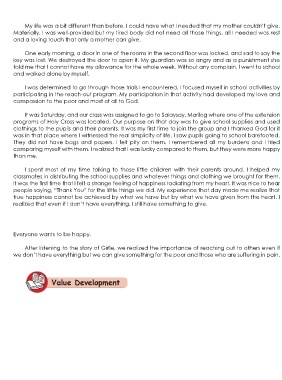 My life was a bit different than before. I could have what I needed that my mother couldn't give.
Materially, I was well-provided but my tired body did not need all those things, all I needed was rest
and a loving touch that only a mother can give.
One early morning, a door in one of the rooms in the second floor was locked, and sad to say the
key was lost. We destroyed the door to open it. My guardian was so angry and as a punishment she
told me that I cannot have my allowance for the whole week. Without any complain, I went to school
and walked alone by myself.
I was determined to go through those trials I encountered. I focused myself in school activities by
participating in the reach-out program. My participation in that activity had developed my love and
compassion to the poor and most of all to God.
It was Saturday, and our class was assigned to go to Salaysay, Marilog where one of the extension
programs of Holy Cross was located. Our purpose on that day was to give school supplies and used
clothings to the pupils and their parents. It was my first time to join the group and I thanked God for it
was in that place where I witnessed the real simplicity of life. I saw pupils going to school barefooted.
They did not have bags and papers. I felt pity on them. I remembered all my burdens and I tried
comparing myself with them. I realized that I was lucky compared to them, but they were more happy
than me.
I spent most of my time talking to those little children with their parents around. I helped my
classmates in distributing the school supplies and whatever things and clothing we brought for them.
It was the first time that I felt a strange feeling of happiness radiating from my heart. It was nice to hear
people saying, "Thank You" for the little things we did. My experience that day made me realize that
true happiness cannot be achieved by what we have but by what we have given from the heart. I
realized that even if I don't have everything, I still have something to give.
Everyone wants to be happy.
After listening to the story of Girlie, we realized the importance of reaching out to others even if
we don't have everything but we can give something for the poor and those who are suffering in pain.
Value Development